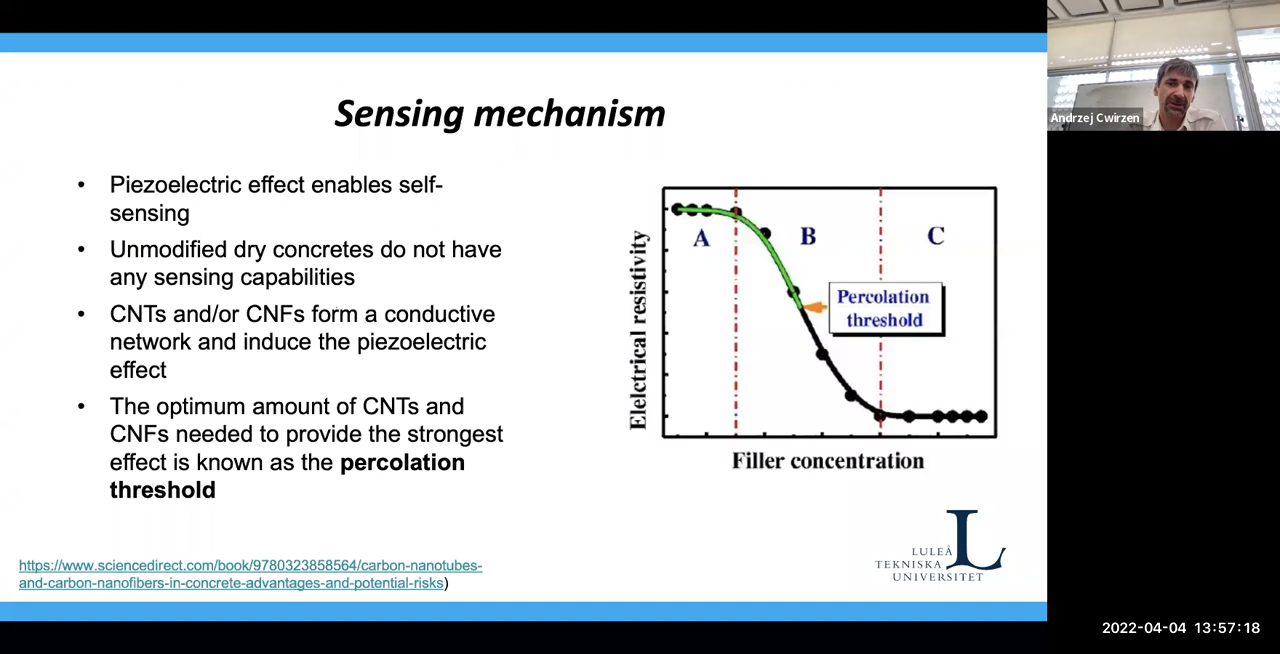 Sensing mechanism
• Piezoelectric effect enables self-
sensing
• Unmodified dry concretes do not have
any sensing capabilities
• CNTs and/or CNFs form a conductive
network and induce the piezoelectric
effect
• The optimum amount of CNTs and
CNFs needed to provide the strongest
effect is known as the percolation
threshold
https://www.sciencedirect.com/book/9780323858564/carbon-nanotubes-
and-carbon-nanofibers-in-concrete-advantages-and-potential-risks)
Elelctrical resistivity
A
B
C
Percolation
threshold
Filler concentration
L
LULEÅ
TEKNISKA
UNIVERSITET
Andrzej Cwirzen
2022-04-04 13:57:18